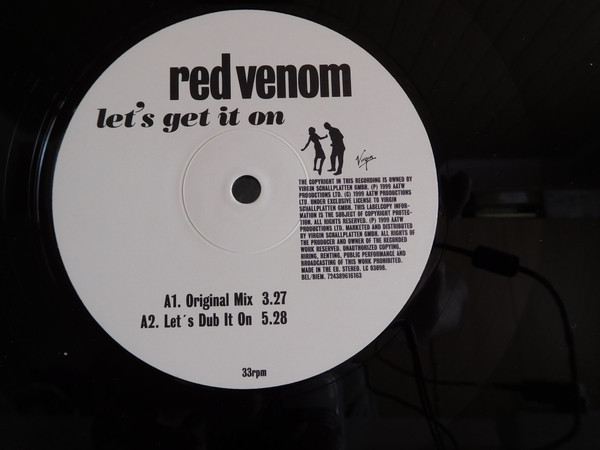 red venom
let's get it on
Virgin
THE COPYRIGHT IN THIS RECORDING IS OWNED BY
VIRGIN SCHALLPLATTEN GMBH. (P) 1999 AATW
PRODUCTIONS LTD. (C) 1999 AATW PRODUCTIONS
LTD. UNDER EXCLUSIVE LICENSE TO VIRGIN
SCHALLPLATTEN GMBH. THIS LABELCOPY INFOR-
MATION IS THE SUBJECT OF COPYRIGHT PROTEC-
TION. ALL RIGHTS RESERVED. (P) 1999 AATW
PRODUCTIONS LTD. MARKETED AND DISTRIBUTED
BY VIRGIN SCHALLPLATTEN GMBH. ALL RIGHTS OF
THE PRODUCER AND OWNER OF THE RECORDED
WORK RESERVED. UNAUTHORIZED COPYING,
HIRING, RENTING, PUBLIC PERFORMANCE AND
BROADCASTING OF THIS WORK PROHIBITED.
MADE IN THE EU. STEREO. LC 03098.
BEL/BIEM. 724389616163
A1. Original Mix 3.27
A2. Let´s Dub It On 5.28
33rpm